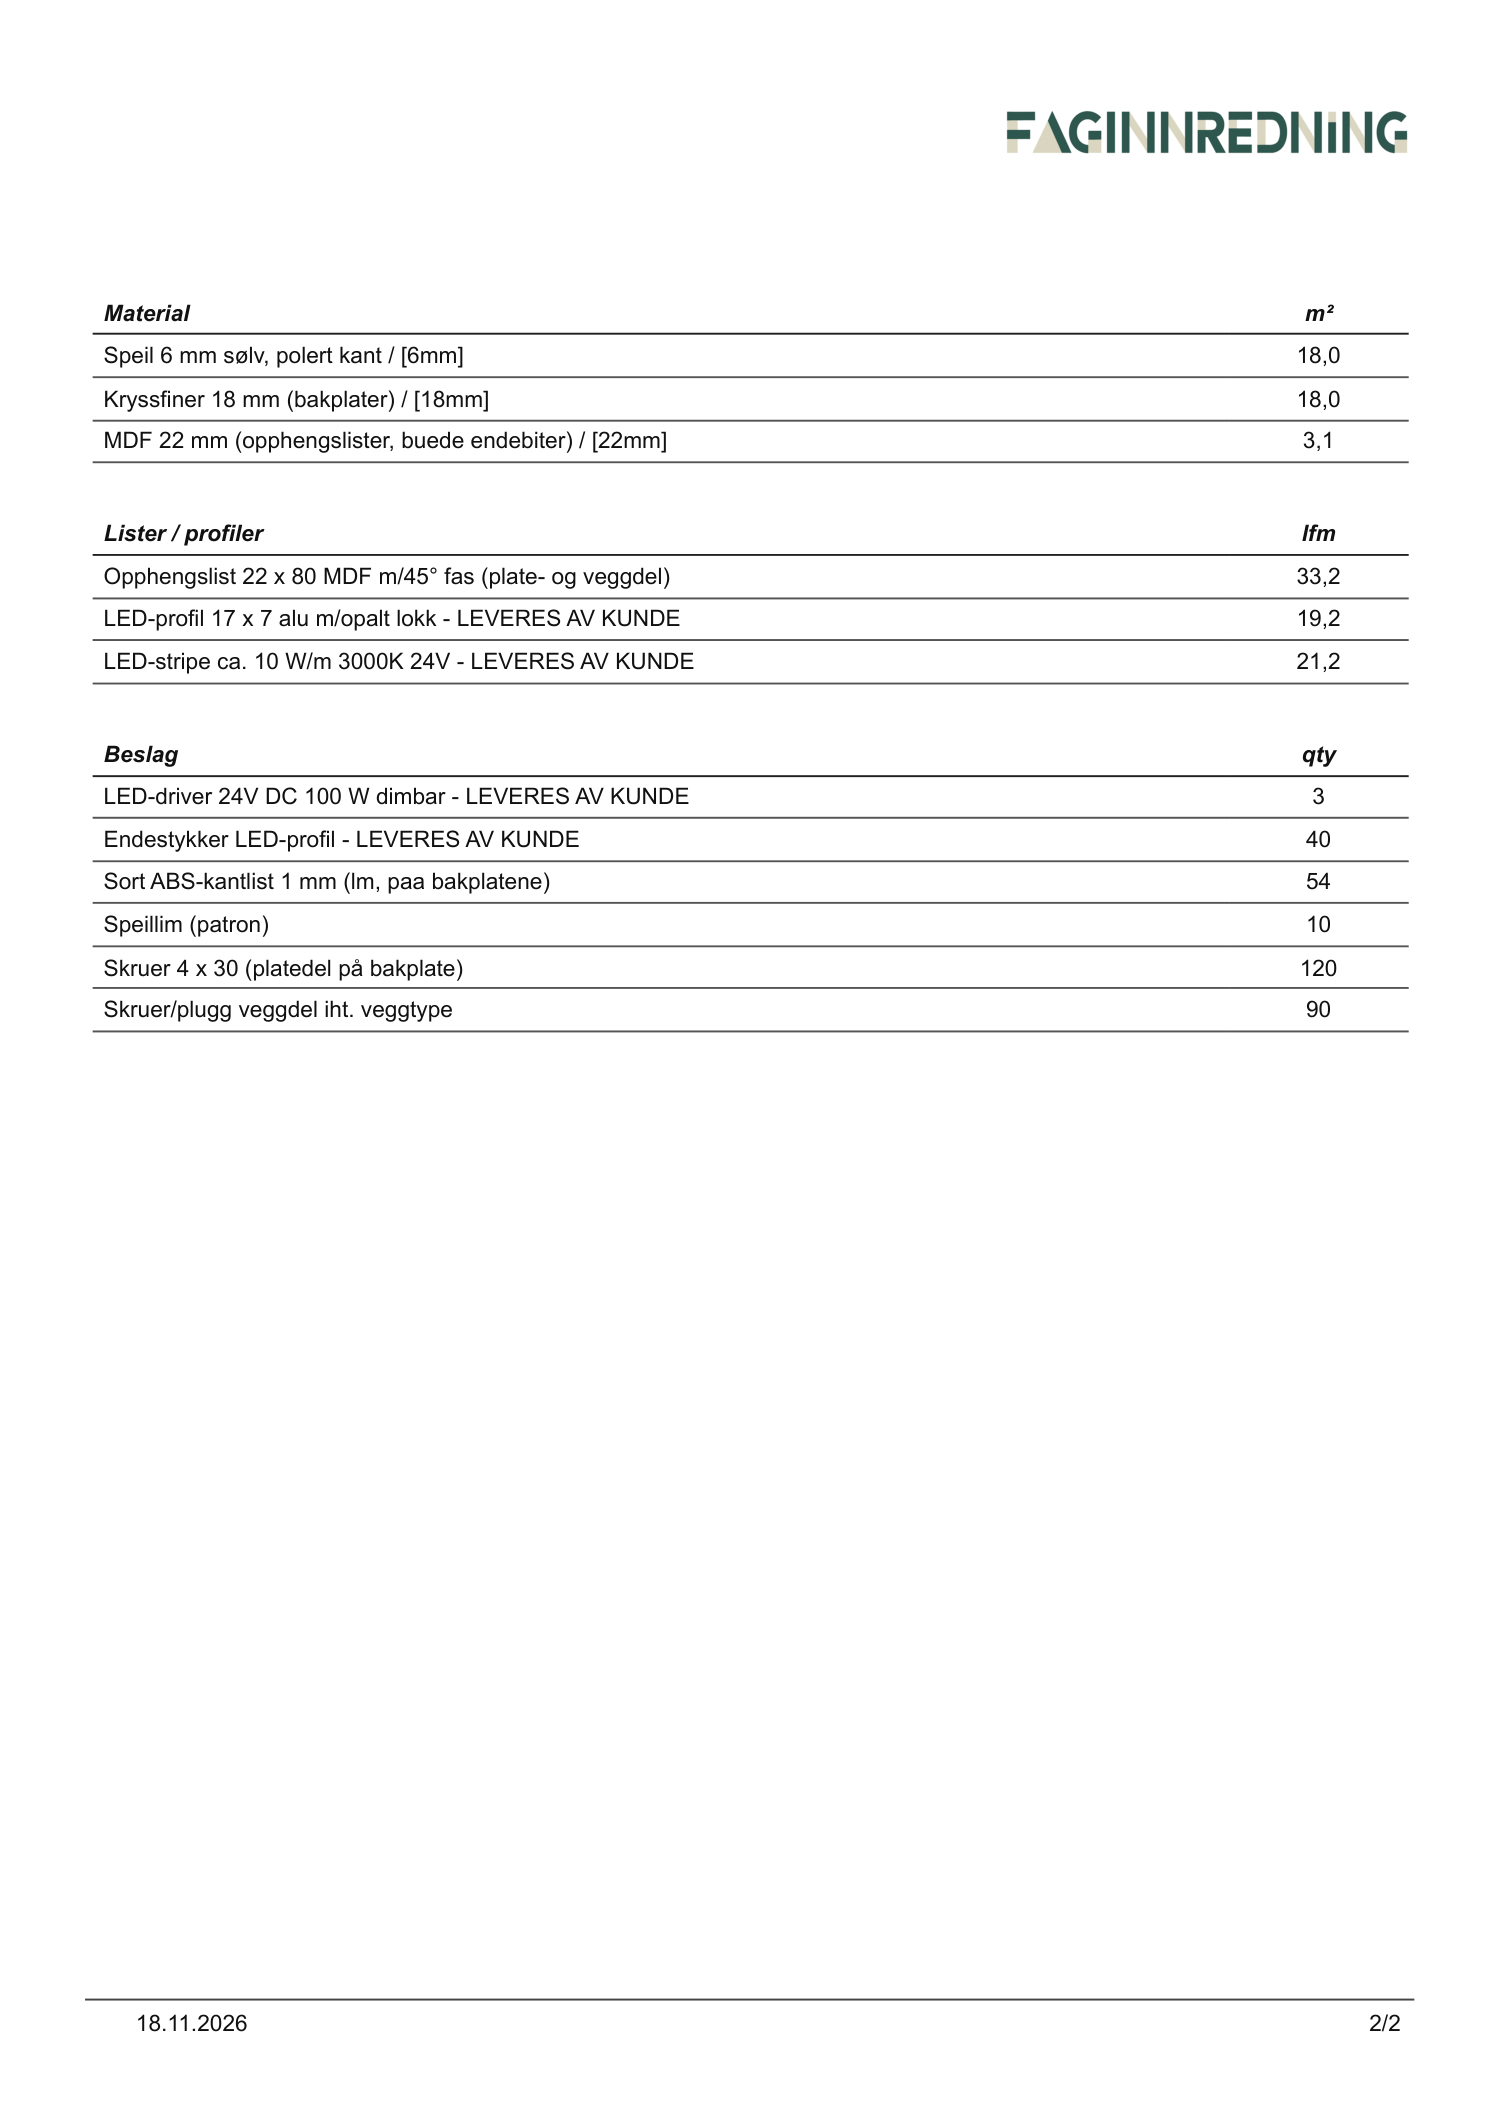 FAGINNREDNING
Material m²
Speil 6 mm sølv, polert kant / [6mm] 18,0
Kryssfiner 18 mm (bakplater) / [18mm] 18,0
MDF 22 mm (opphengslister, buede endebiter) / [22mm] 3,1
Lister / profiler lfm
Opphengslist 22 x 80 MDF m/45° fas (plate- og veggdel) 33,2
LED-profil 17 x 7 alu m/opalt lokk - LEVERES AV KUNDE 19,2
LED-stripe ca. 10 W/m 3000K 24V - LEVERES AV KUNDE 21,2
Beslag qty
LED-driver 24V DC 100 W dimbar - LEVERES AV KUNDE 3
Endestykker LED-profil - LEVERES AV KUNDE 40
Sort ABS-kantlist 1 mm (lm, paa bakplatene) 54
Speillim (patron) 10
Skruer 4 x 30 (platedel på bakplate) 120
Skruer/plugg veggdel iht. veggtype 90
18.11.2026 2/2